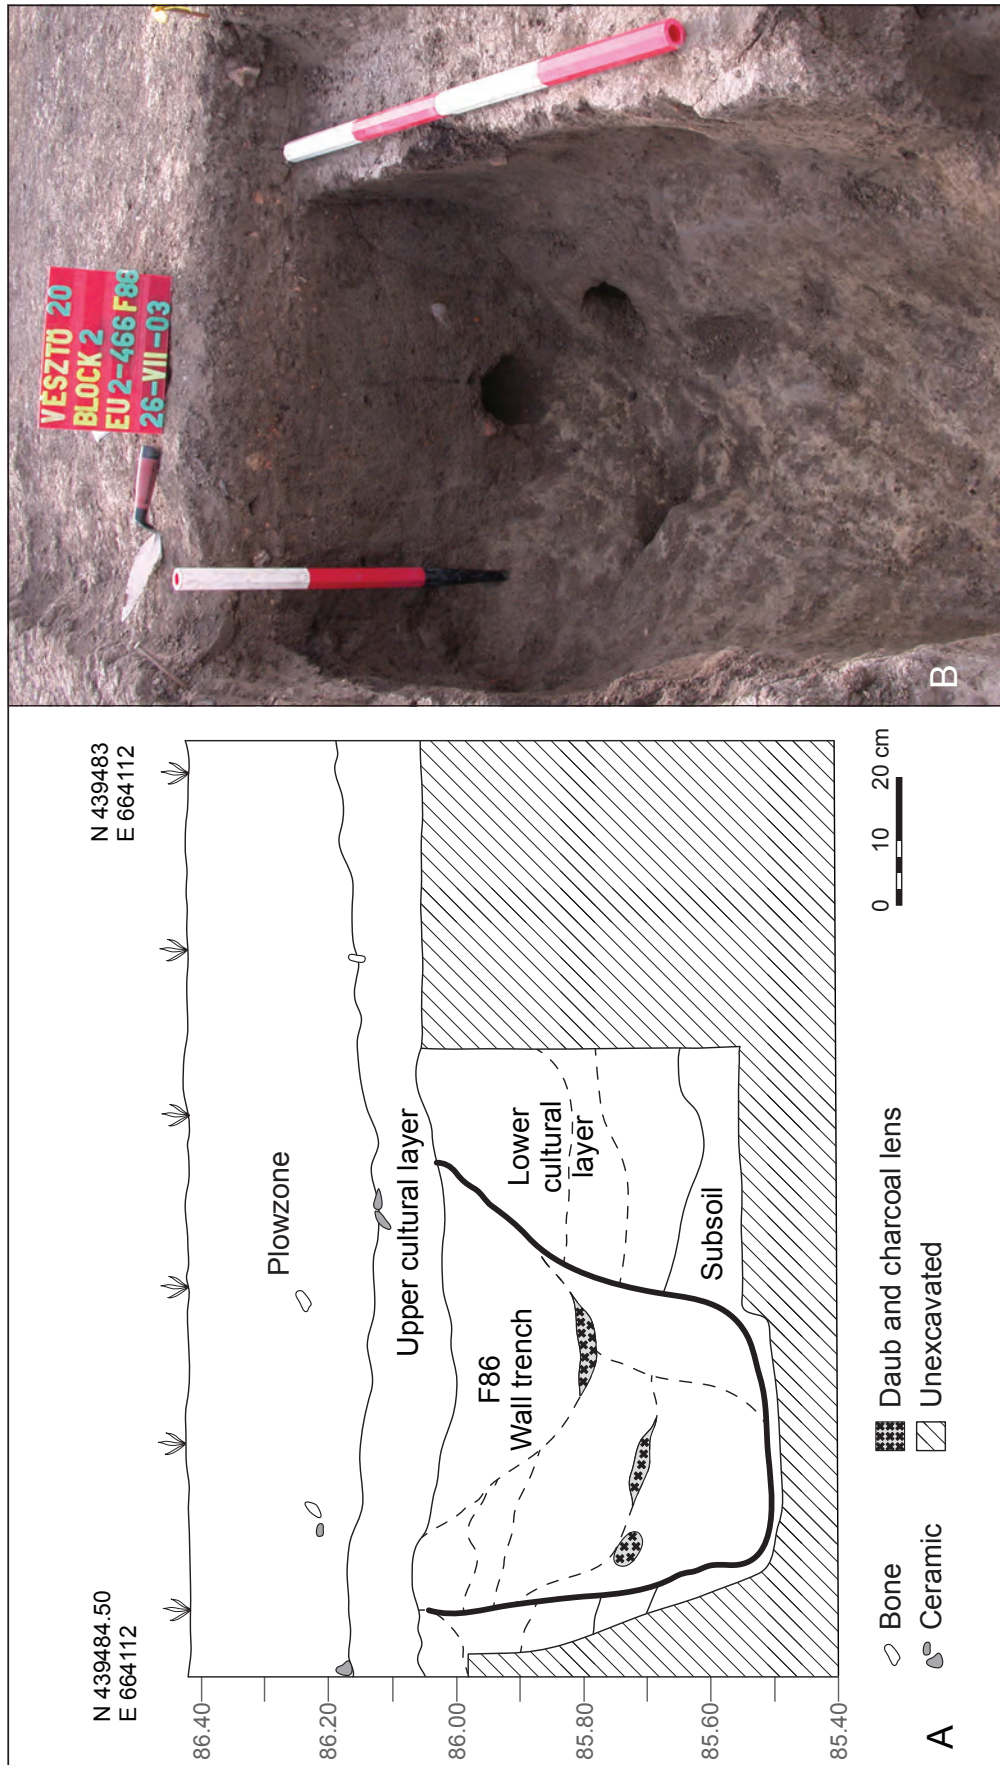 N 439484.50
E 664112
N 439483
E 664112
86.40
86.20
86.00
85.80
85.60
85.40
Plowzone
Upper cultural layer
F86
Wall trench
Lower
cultural
layer
Subsoil
Bone
Ceramic
Daub and charcoal lens
Unexcavated
0 10 20 cm
A
VÉSZTŐ 20
BLOCK 2
EU 2-466 F86
26-VII-03
B